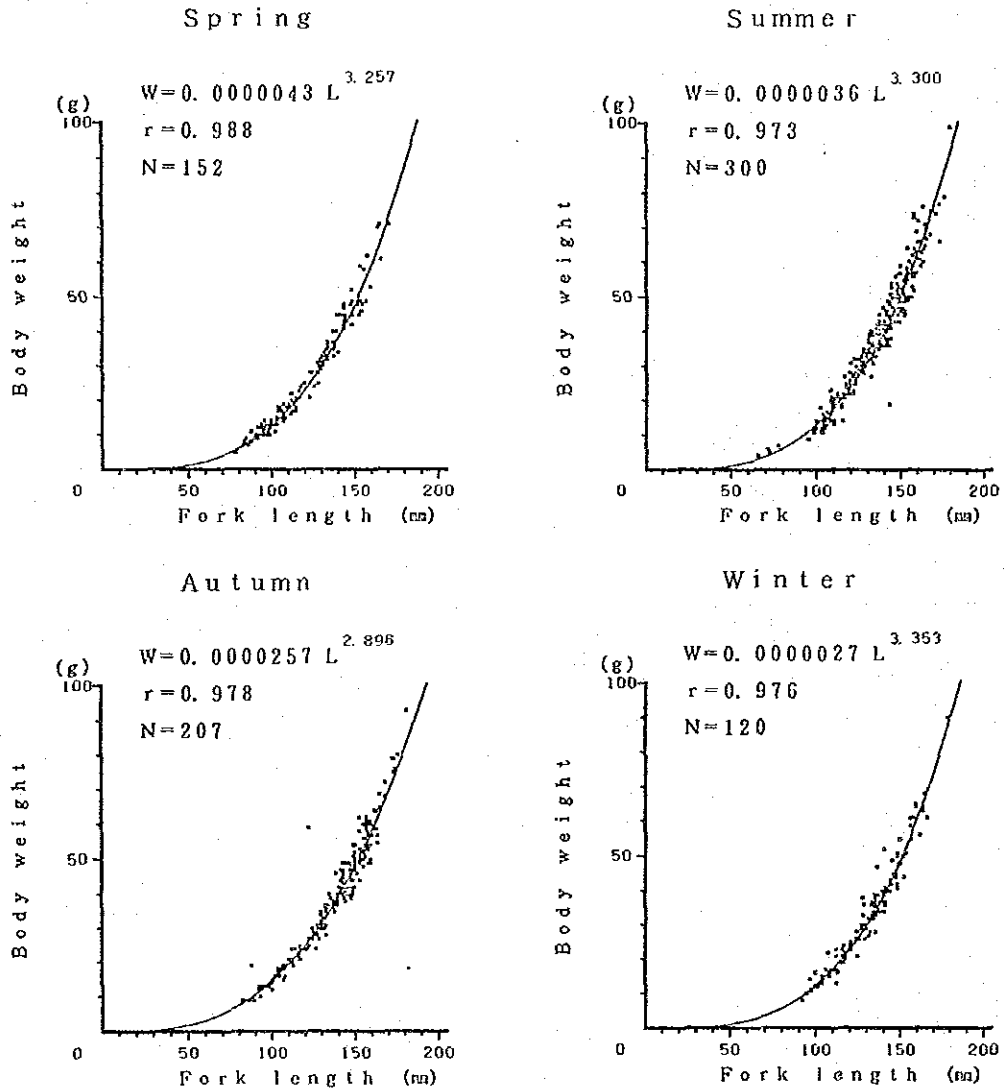 Spring
W=0.0000043 L^3.257
(g)
r=0.988
N=152
100
50
0
Body weight
50 100 150 200
Fork length (mm)
Summer
W=0.0000036 L^3.300
(g)
r=0.973
N=300
100
50
0
Body weight
50 100 150 200
Fork length (mm)
Autumn
W=0.0000257 L^2.896
(g)
r=0.978
N=207
100
50
0
Body weight
50 100 150 200
Fork length (mm)
Winter
W=0.0000027 L^3.353
(g)
r=0.976
N=120
100
50
0
Body weight
50 100 150 200
Fork length (mm)